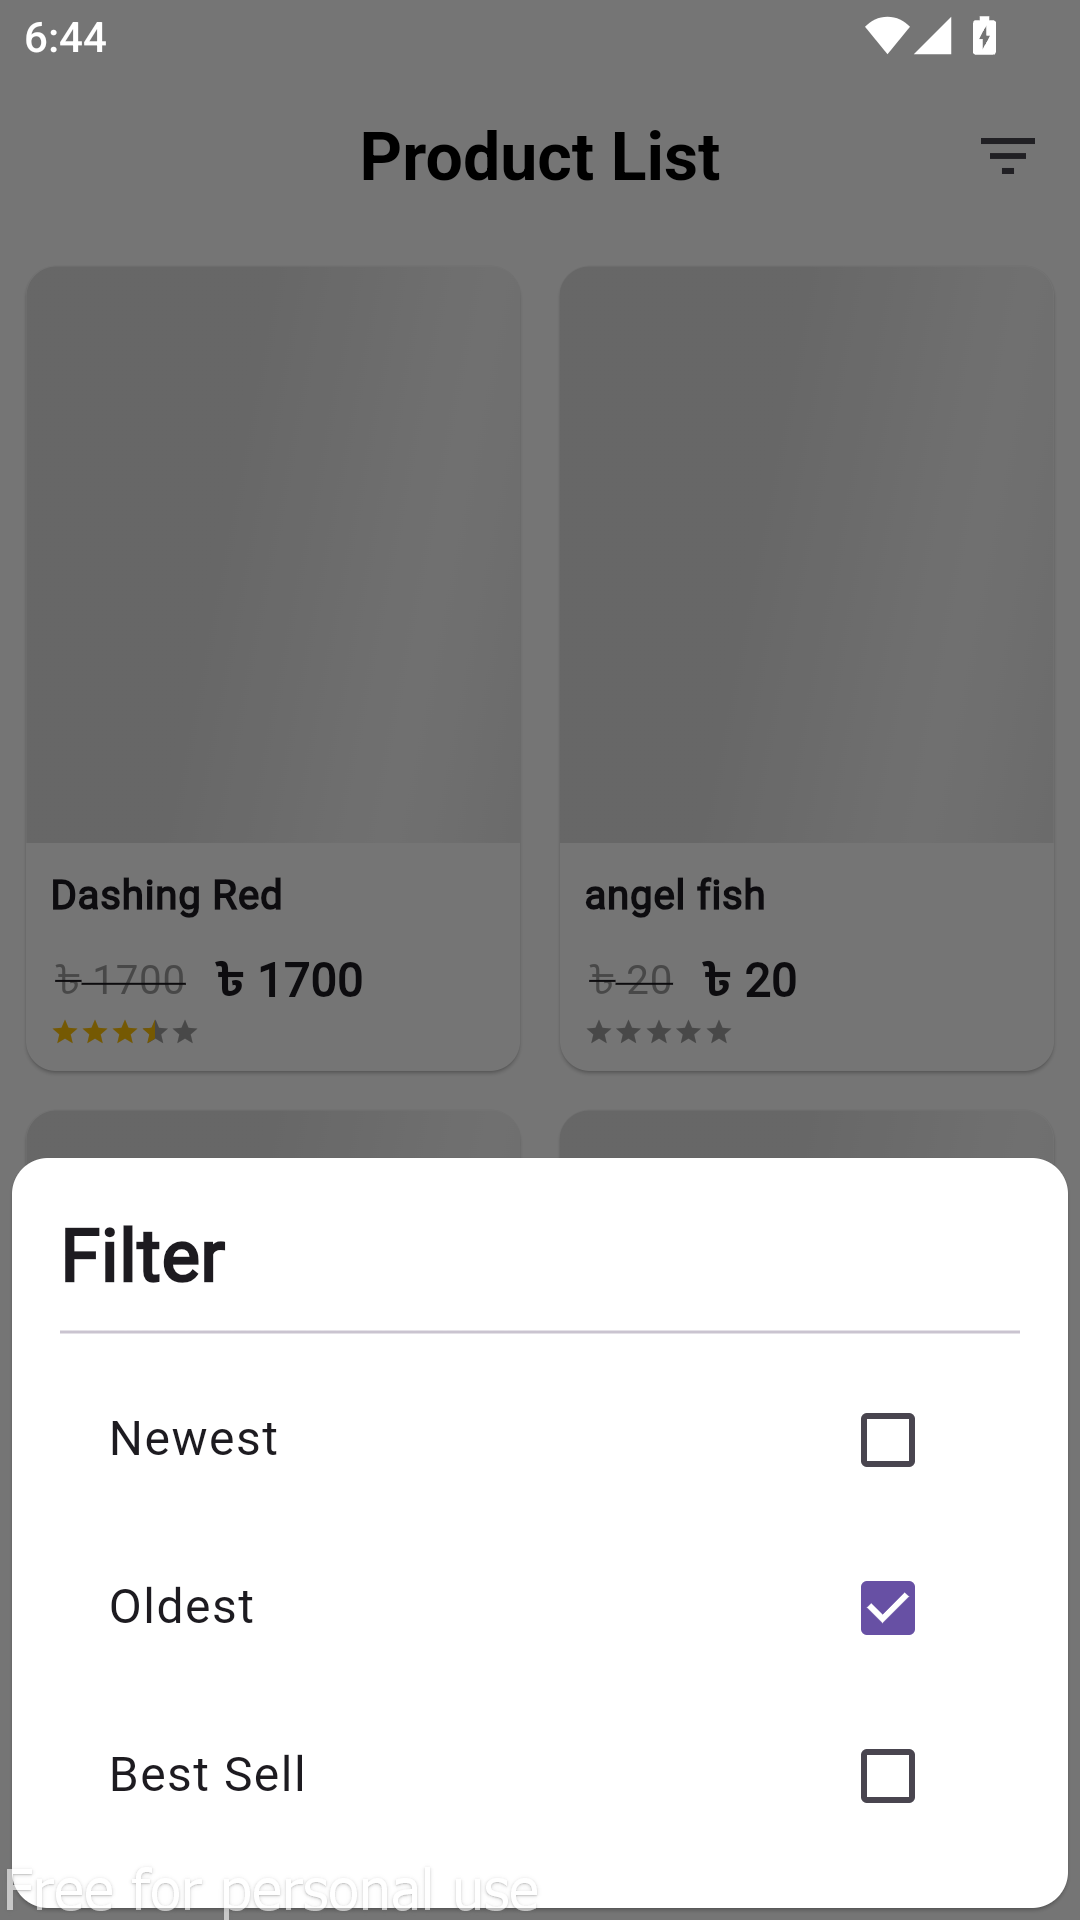 6:44
Product List
Dashing Red
৳ 1700 ৳ 1700
angel fish
৳ 20 ৳ 20
Filter
Newest
Oldest
Best Sell
Free for personal use